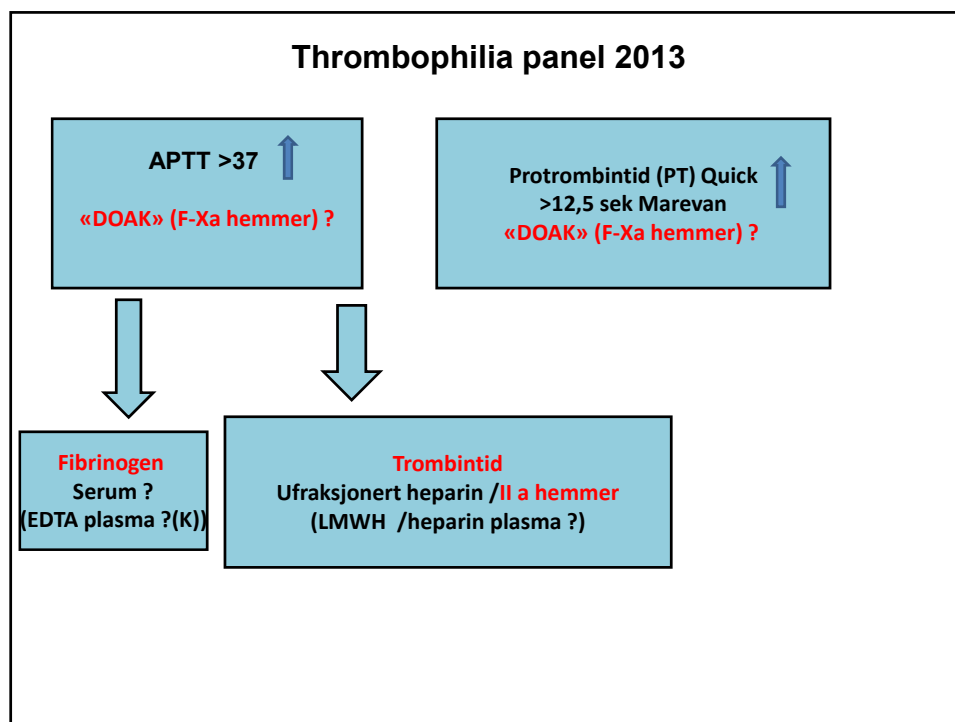 Thrombophilia panel 2013
APTT >37
«DOAK» (F-Xa hemmer) ?
Protrombintid (PT) Quick
>12,5 sek Marevan
«DOAK» (F-Xa hemmer) ?
Fibrinogen
Serum ?
(EDTA plasma ?(K))
Trombintid
Ufraksjonert heparin /II a hemmer
(LMWH /heparin plasma ?)